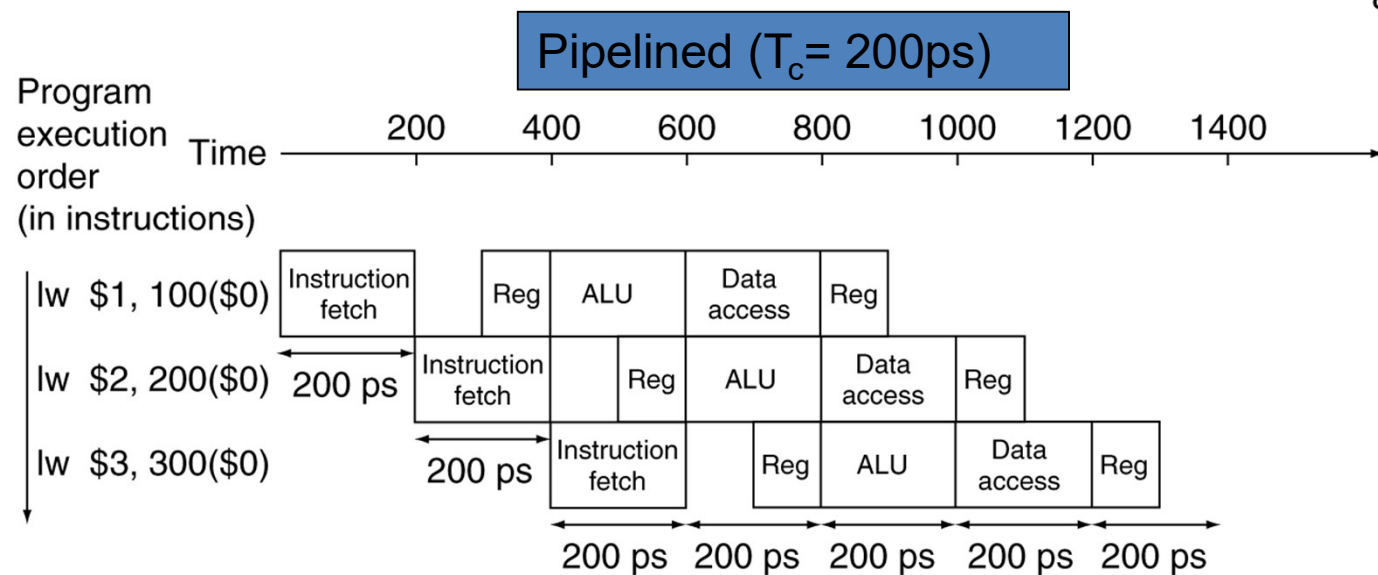 Pipelined (Tc= 200ps)
Program
execution
order
(in instructions)
Time
200 400 600 800 1000 1200 1400
lw $1, 100($0)
Instruction
fetch
Reg
ALU
Data
access
Reg
200 ps
lw $2, 200($0)
Instruction
fetch
Reg
ALU
Data
access
Reg
200 ps
lw $3, 300($0)
Instruction
fetch
Reg
ALU
Data
access
Reg
200 ps 200 ps 200 ps 200 ps 200 ps